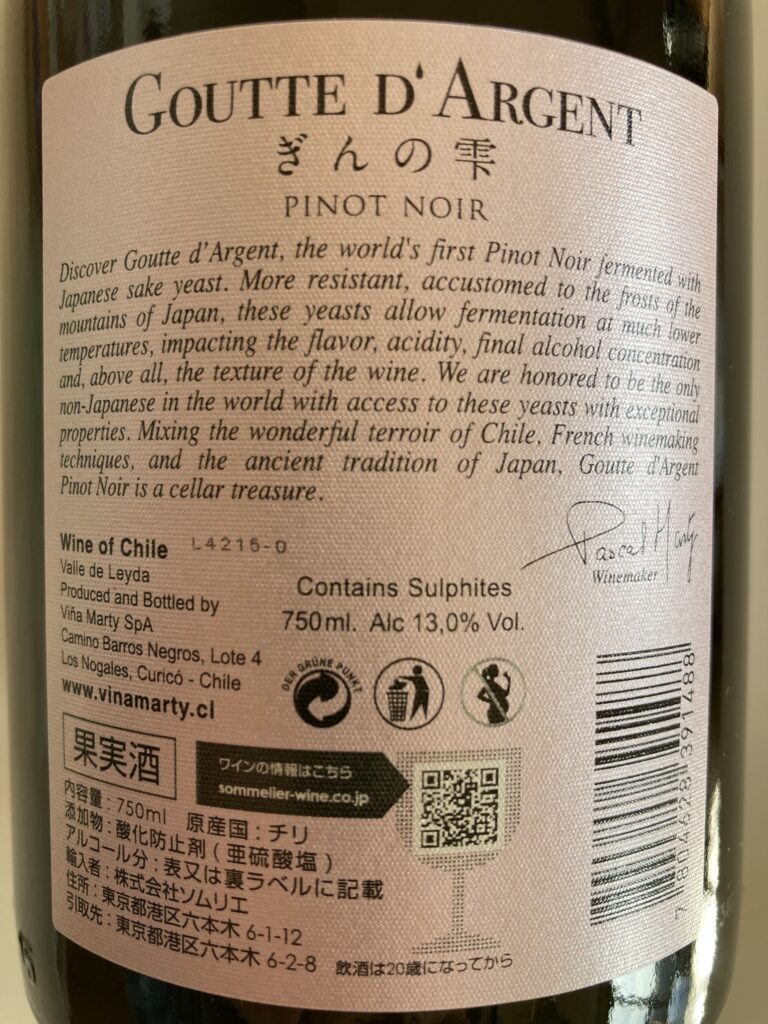 GOUTTE D'ARGENT
ぎんの雫
PINOT NOIR
Discover Goutte d'Argent, the world's first Pinot Noir fermented with
Japanese sake yeast. More resistant, accustomed to the frosts of the
mountains of Japan, these yeasts allow fermentation at much lower
temperatures, impacting the flavor, acidity, final alcohol concentration
and, above all, the texture of the wine. We are honored to be the only
non-Japanese in the world with access to these yeasts with exceptional
properties. Mixing the wonderful terroir of Chile, French winemaking
techniques, and the ancient tradition of Japan, Goutte d'Argent
Pinot Noir is a cellar treasure.
Pascal Marty
Winemaker
Wine of Chile L4215-0
Valle de Leyda
Produced and Bottled by
Viña Marty SpA
Camino Barros Negros, Lote 4
Los Nogales, Curicó - Chile
www.vinamarty.cl
Contains Sulphites
750ml. Alc 13,0% Vol.
DER GRÜNE PUNKT
果実酒
ワインの情報はこちら
sommelier-wine.co.jp
内容量：750ml 原産国：チリ
添加物：酸化防止剤（亜硫酸塩）
アルコール分：表又は裏ラベルに記載
輸入者：株式会社ソムリエ
住所：東京都港区六本木 6-1-12
引取先：東京都港区六本木 6-2-8
飲酒は20歳になってから
7 804628 391488